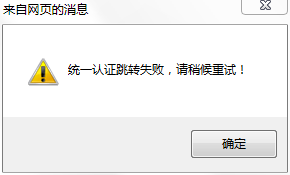 来自网页的消息
统一认证跳转失败，请稍候重试！
确定